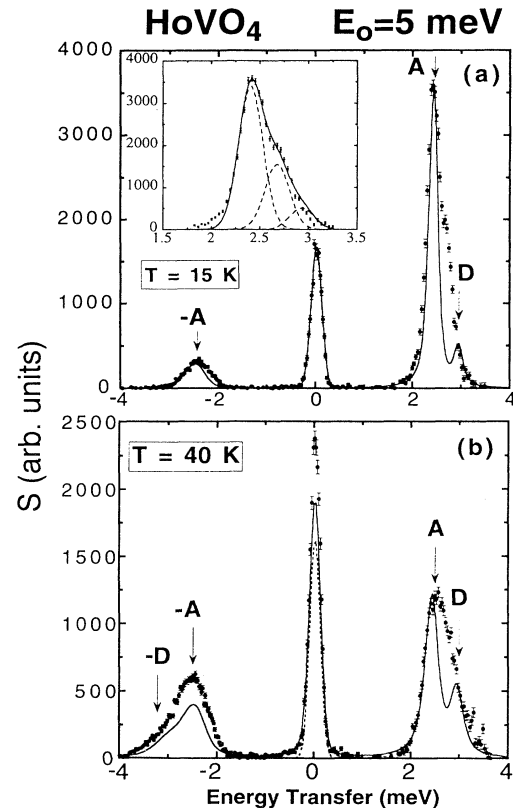 HoVO4 E₀=5 meV
4000
3000
2000
1000
0
-4 -2 0 2 4
4000
3000
2000
1000
0
1.5 2 2.5 3 3.5
A
(a)
D
T = 15 K
-A
S (arb. units)
2500
2000
1500
1000
500
0
T = 40 K
(b)
A
D
-A
-D
-4 -2 0 2 4
Energy Transfer (meV)